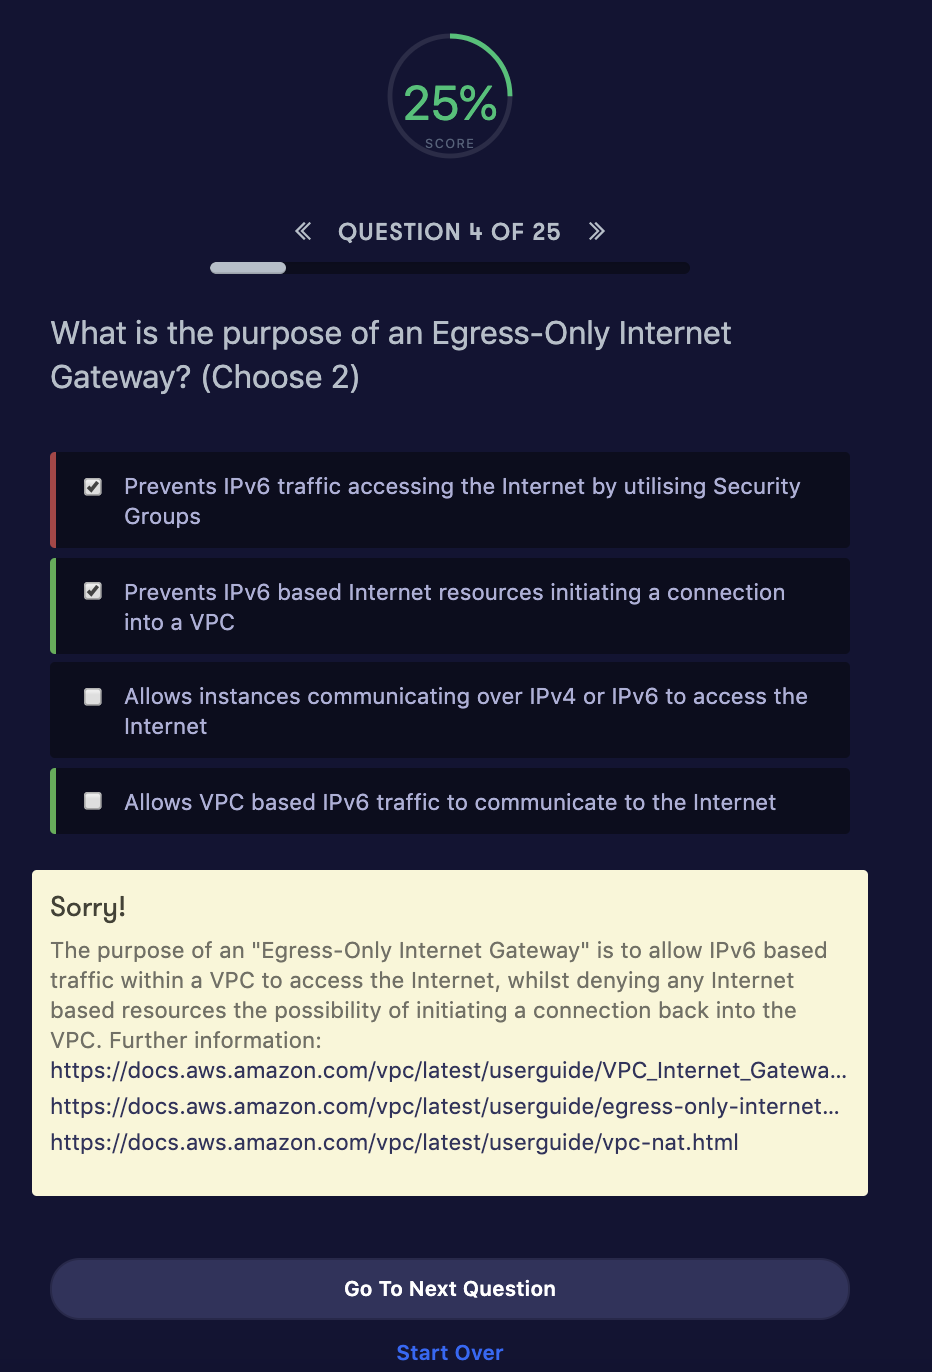 25%
SCORE
QUESTION 4 OF 25
What is the purpose of an Egress-Only Internet
Gateway? (Choose 2)
Prevents IPv6 traffic accessing the Internet by utilising Security
Groups
Prevents IPv6 based Internet resources initiating a connection
into a VPC
Allows instances communicating over IPv4 or IPv6 to access the
Internet
Allows VPC based IPv6 traffic to communicate to the Internet
Sorry!
The purpose of an "Egress-Only Internet Gateway" is to allow IPv6 based
traffic within a VPC to access the Internet, whilst denying any Internet
based resources the possibility of initiating a connection back into the
VPC. Further information:
https://docs.aws.amazon.com/vpc/latest/userguide/VPC_Internet_Gatewa...
https://docs.aws.amazon.com/vpc/latest/userguide/egress-only-internet...
https://docs.aws.amazon.com/vpc/latest/userguide/vpc-nat.html
Go To Next Question
Start Over